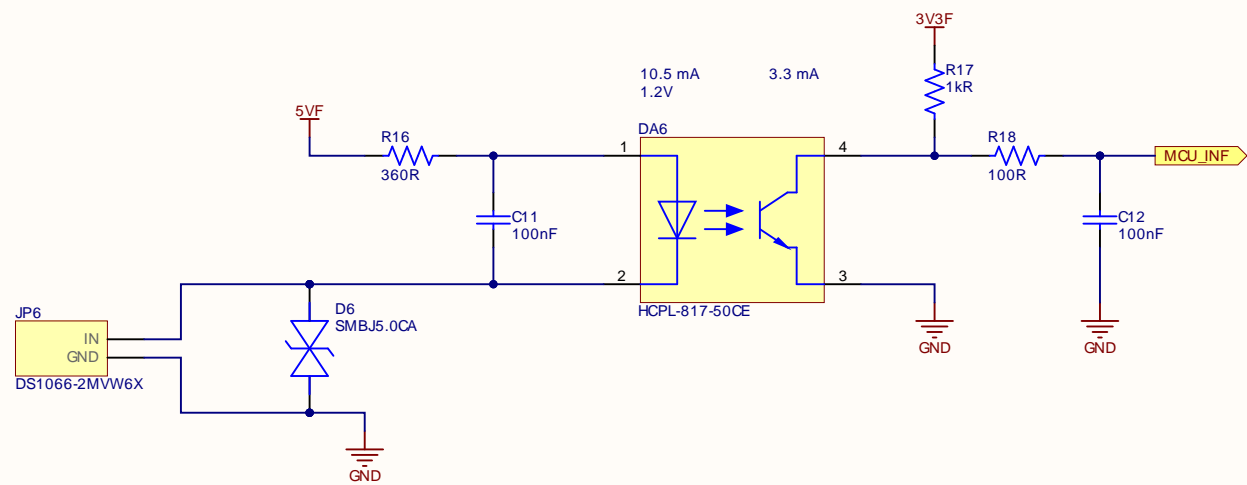 3V3F
10.5 mA
3.3 mA
1.2V
R17
1kR
5VF
DA6
R16
360R
1
4
R18
100R
MCU_INF
C11
100nF
C12
100nF
2
3
HCPL-817-50CE
D6
SMBJ5.0CA
JP6
IN
GND
DS1066-2MVW6X
GND
GND
GND